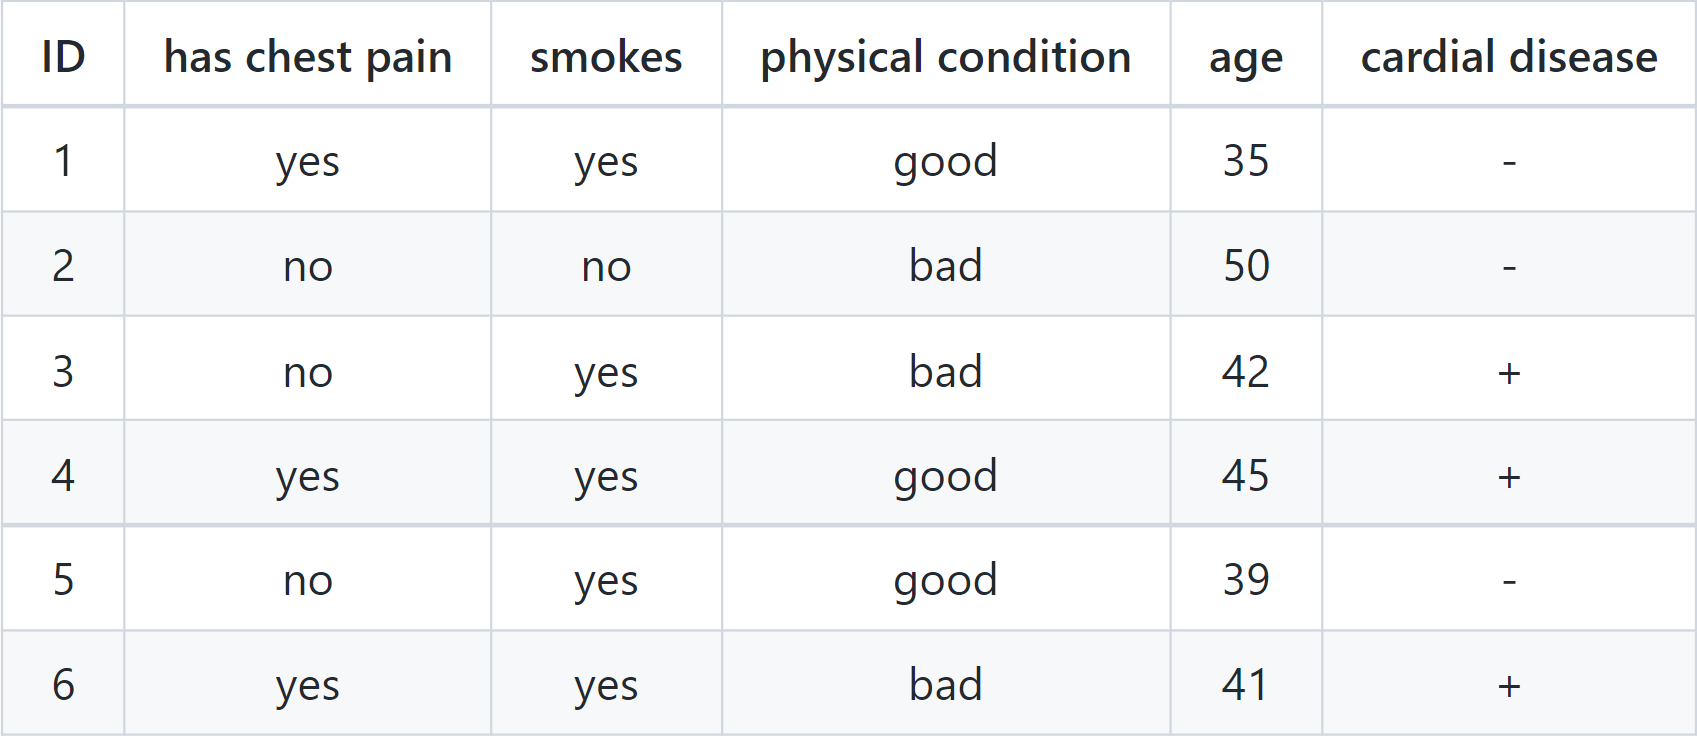 ID has chest pain smokes physical condition age cardial disease
1 yes yes good 35 -
2 no no bad 50 -
3 no yes bad 42 +
4 yes yes good 45 +
5 no yes good 39 -
6 yes yes bad 41 +